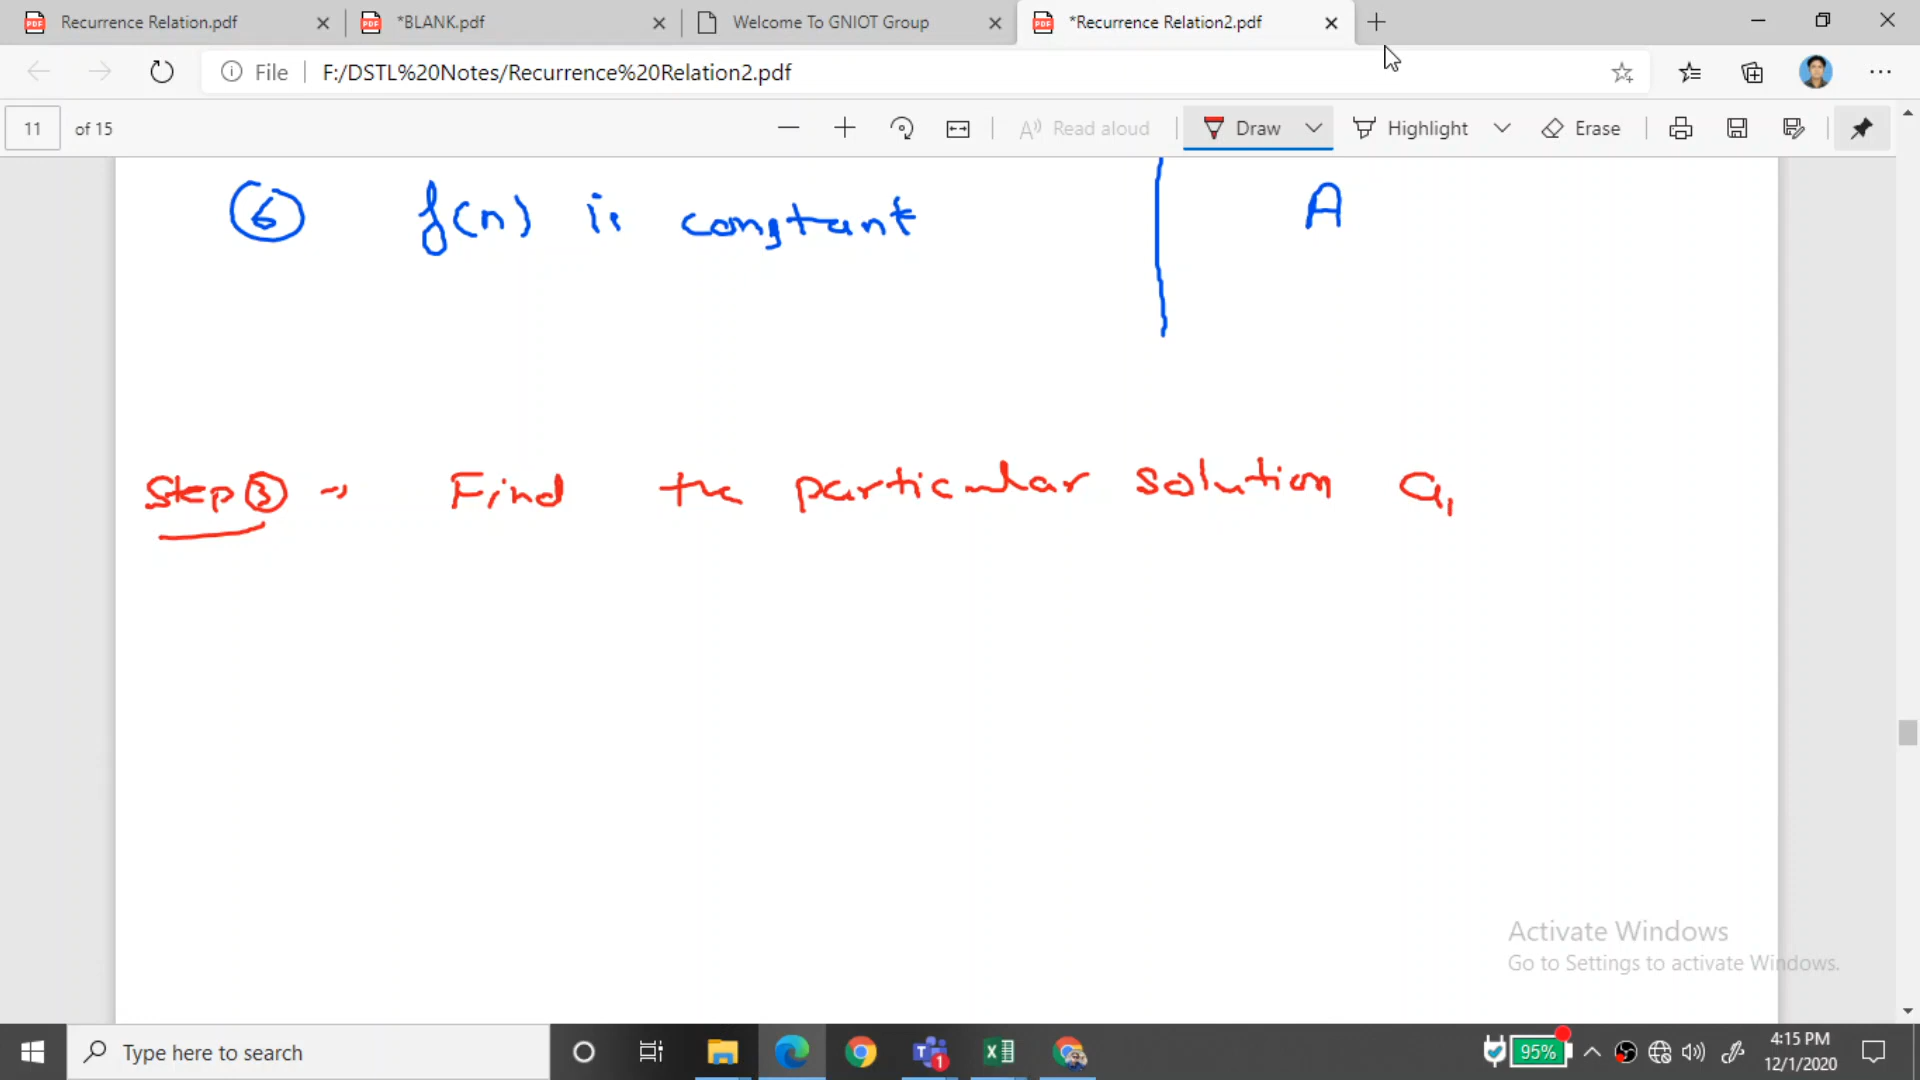 Recurrence Relation.pdf *BLANK.pdf Welcome To GNIOT Group *Recurrence Relation2.pdf
File F:/DSTL%20Notes/Recurrence%20Relation2.pdf
11 of 15 Read aloud Draw Highlight Erase
6 f(n) is constant A
Step 3 Find the particular solution a1
Activate Windows
Go to Settings to activate Windows.
Type here to search 1 95% 4:15 PM
12/1/2020